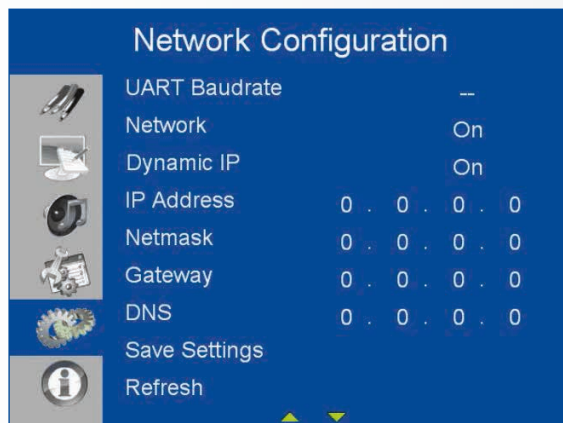 Network Configuration
UART Baudrate --
Network On
Dynamic IP On
IP Address 0 . 0 . 0 . 0
Netmask 0 . 0 . 0 . 0
Gateway 0 . 0 . 0 . 0
DNS 0 . 0 . 0 . 0
Save Settings
Refresh